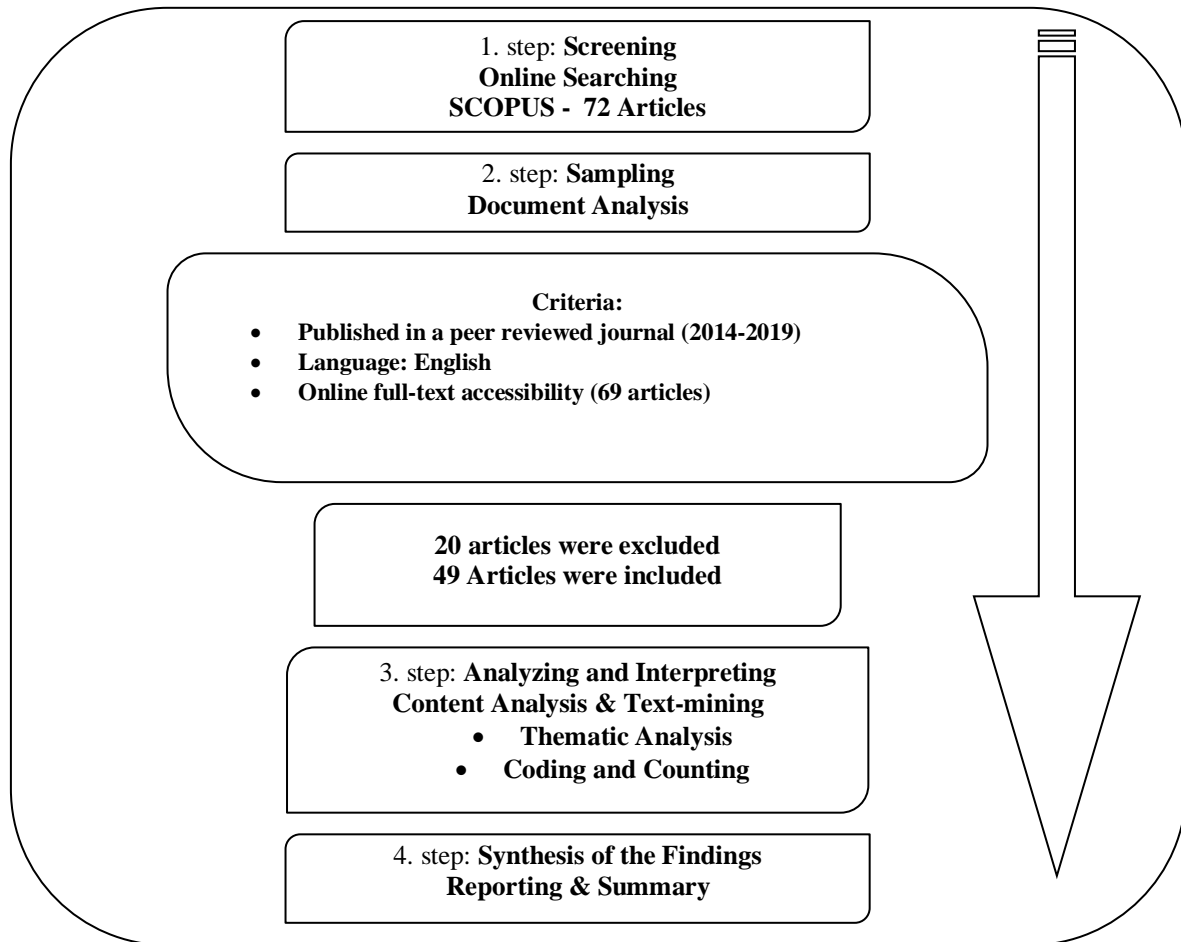 1. step: Screening
Online Searching
SCOPUS - 72 Articles
2. step: Sampling
Document Analysis
Criteria:
• Published in a peer reviewed journal (2014-2019)
• Language: English
• Online full-text accessibility (69 articles)
20 articles were excluded
49 Articles were included
3. step: Analyzing and Interpreting
Content Analysis & Text-mining
• Thematic Analysis
• Coding and Counting
4. step: Synthesis of the Findings
Reporting & Summary